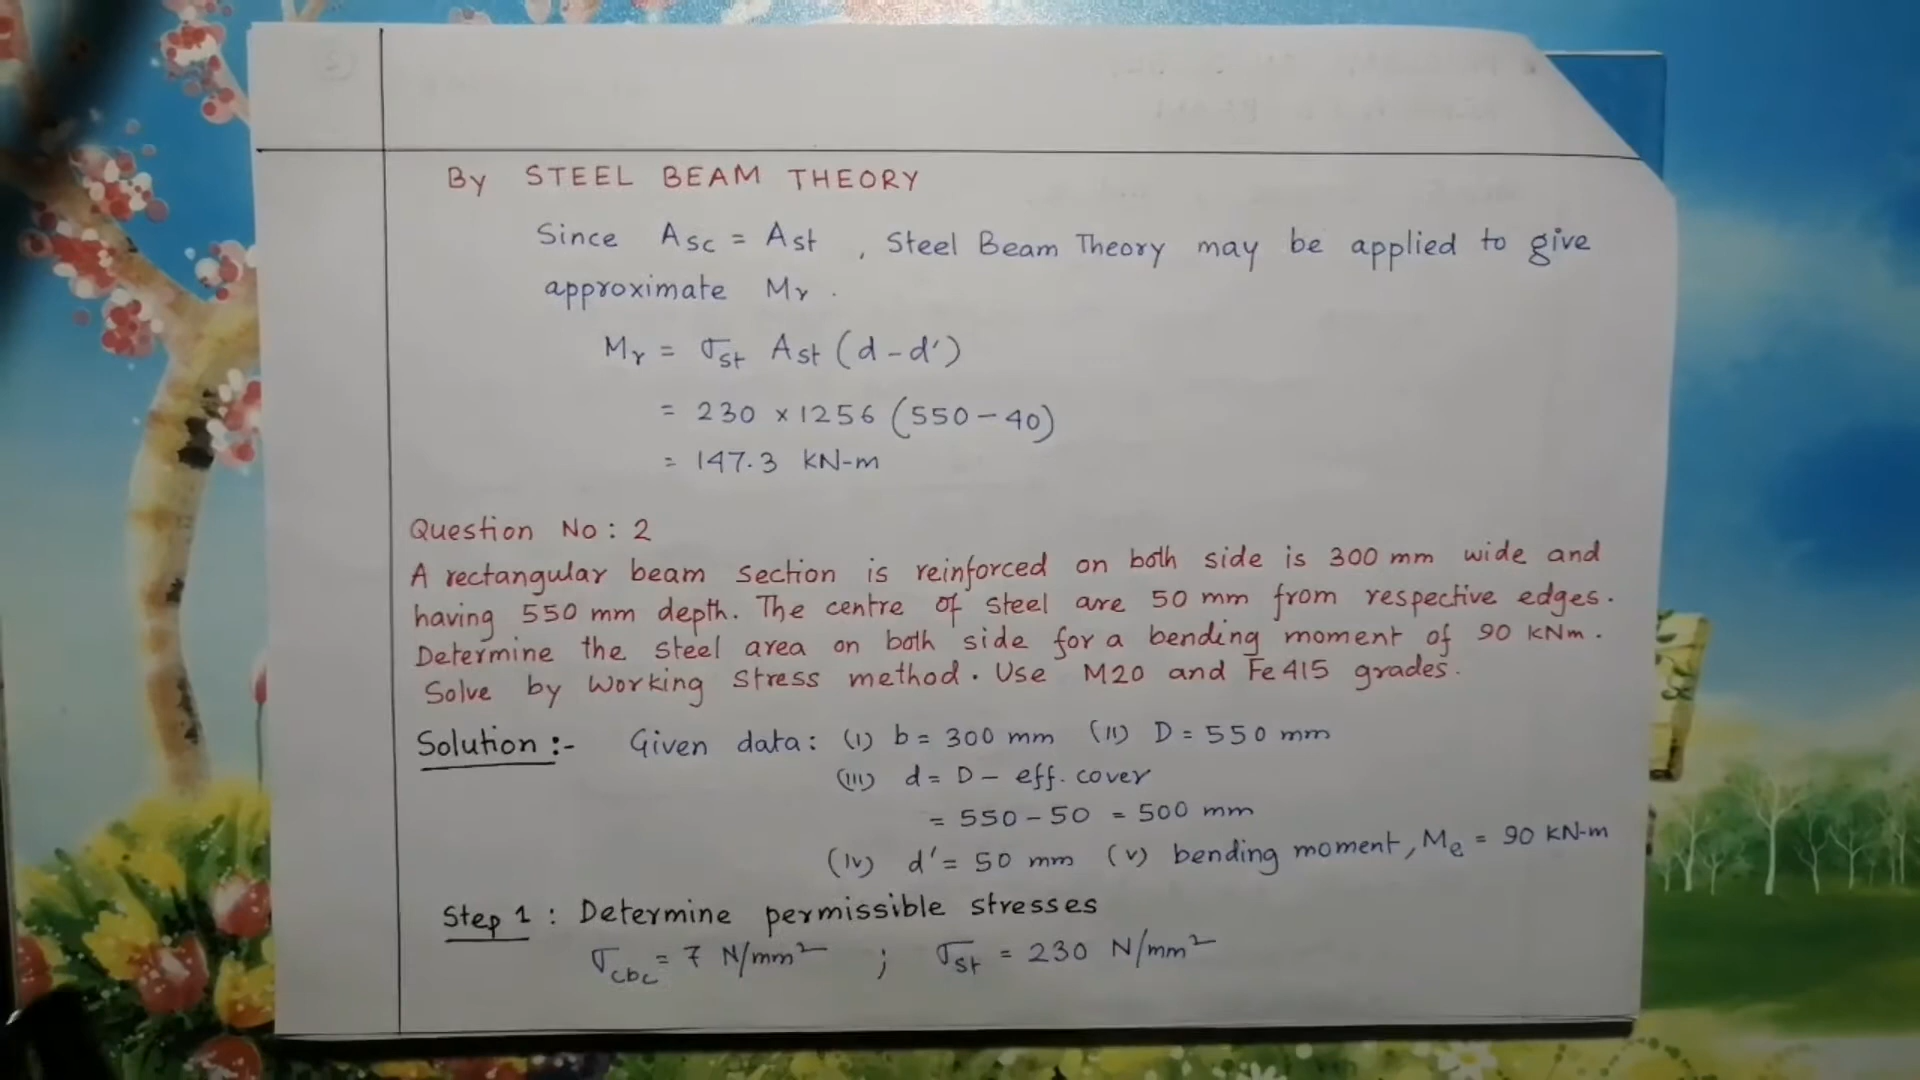 By STEEL BEAM THEORY
Since Asc = Ast , Steel Beam Theory may be applied to give
approximate Mr .
Mr = σst Ast (d - d')
= 230 × 1256 (550 - 40)
= 147.3 kN-m
Question No : 2
A rectangular beam section is reinforced on both side is 300 mm wide and
having 550 mm depth. The centre of steel are 50 mm from respective edges.
Determine the steel area on both side for a bending moment of 90 kNm.
Solve by Working Stress method. Use M20 and Fe 415 grades.
Solution :- Given data : (i) b = 300 mm (ii) D = 550 mm
(iii) d = D - eff. cover
= 550 - 50 = 500 mm
(iv) d' = 50 mm (v) bending moment, Me = 90 kN-m
Step 1 : Determine permissible stresses
σcbc = 7 N/mm² ; σst = 230 N/mm²